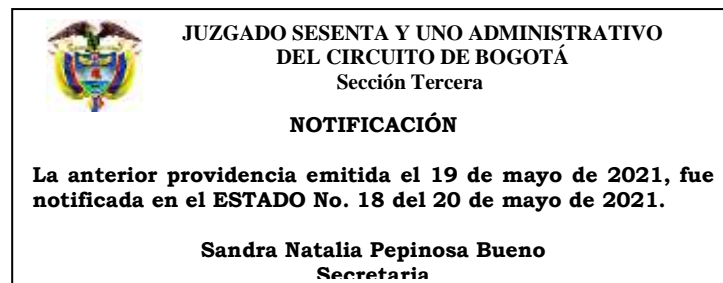 JUZGADO SESENTA Y UNO ADMINISTRATIVO
DEL CIRCUITO DE BOGOTÁ
Sección Tercera
NOTIFICACIÓN
La anterior providencia emitida el 19 de mayo de 2021, fue
notificada en el ESTADO No. 18 del 20 de mayo de 2021.
Sandra Natalia Pepinosa Bueno
Secretaria